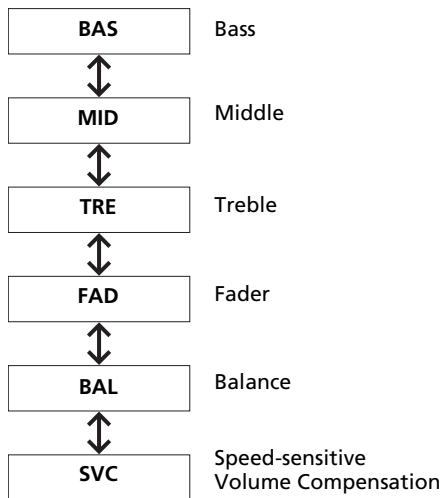 BAS Bass
MID Middle
TRE Treble
FAD Fader
BAL Balance
SVC Speed-sensitive
Volume Compensation